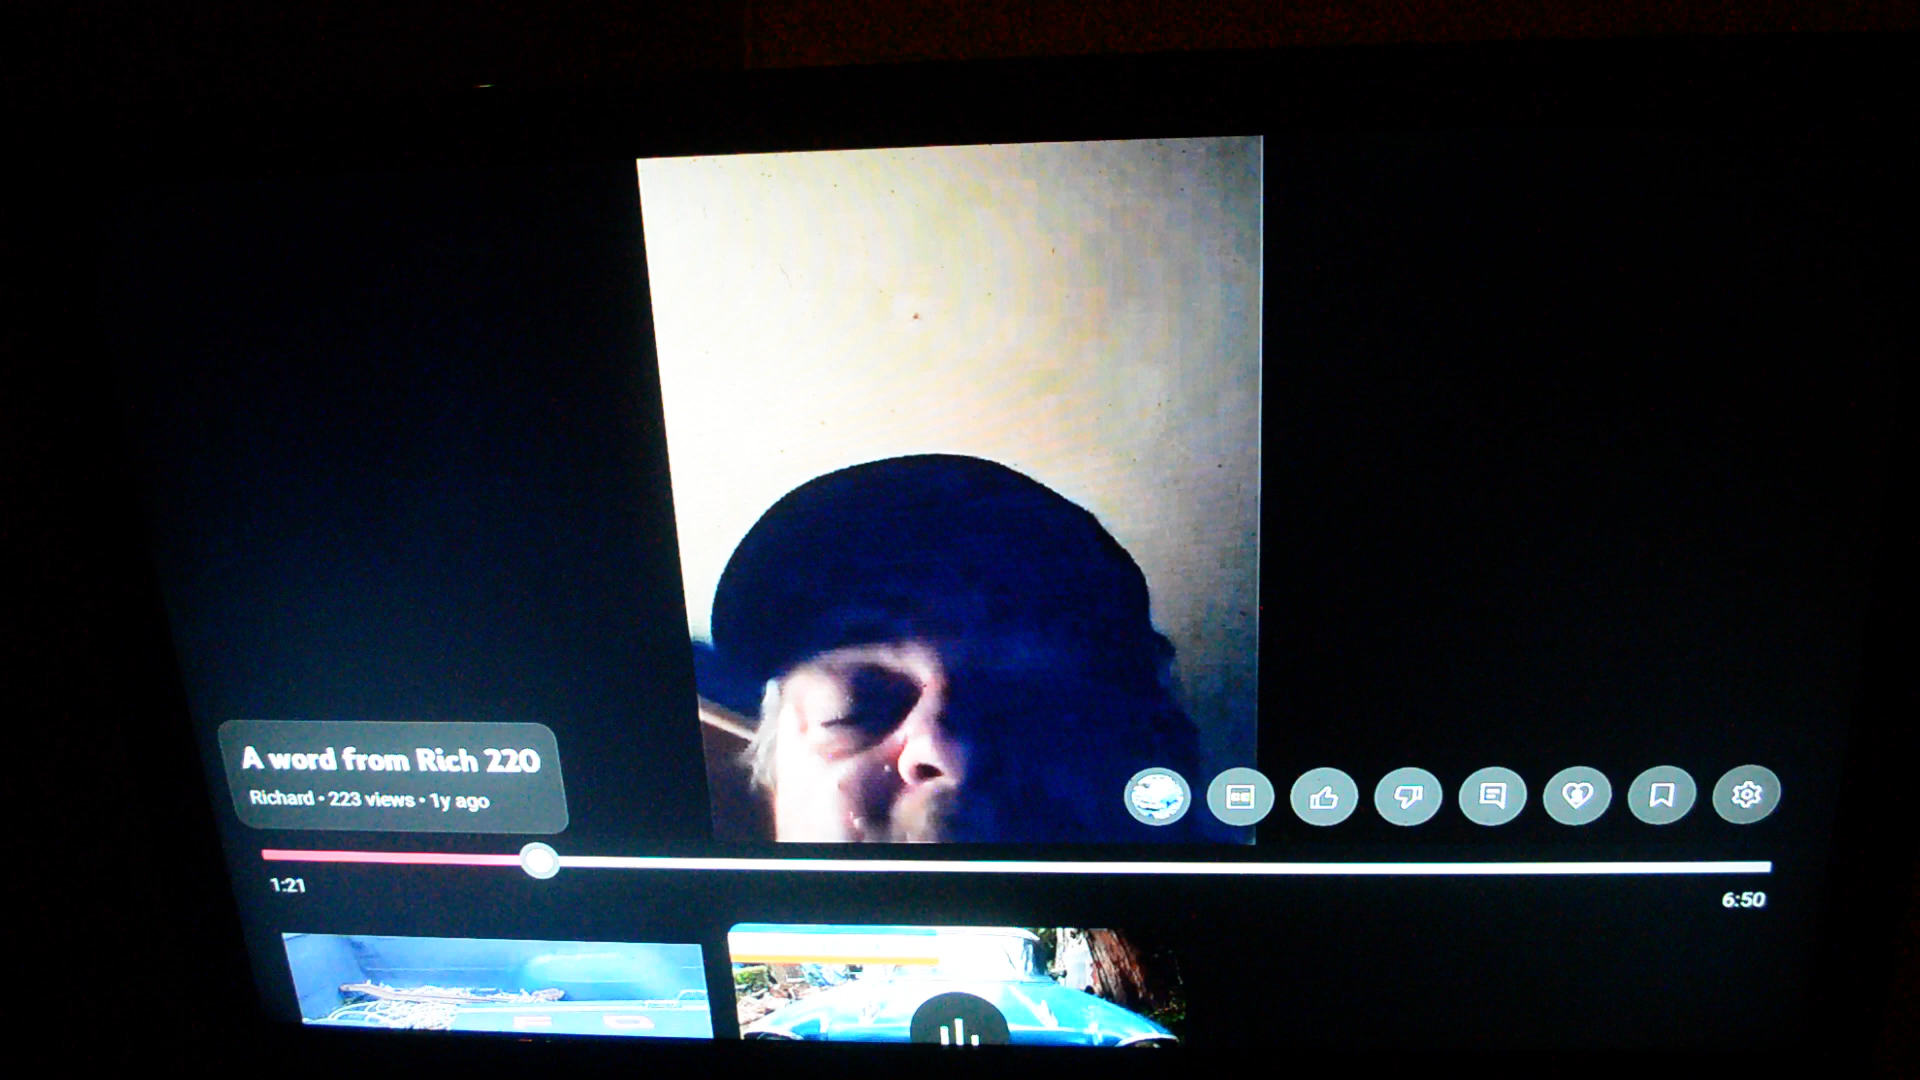 A word from Rich 220
Richard • 223 views • 1y ago
1:21
6:50